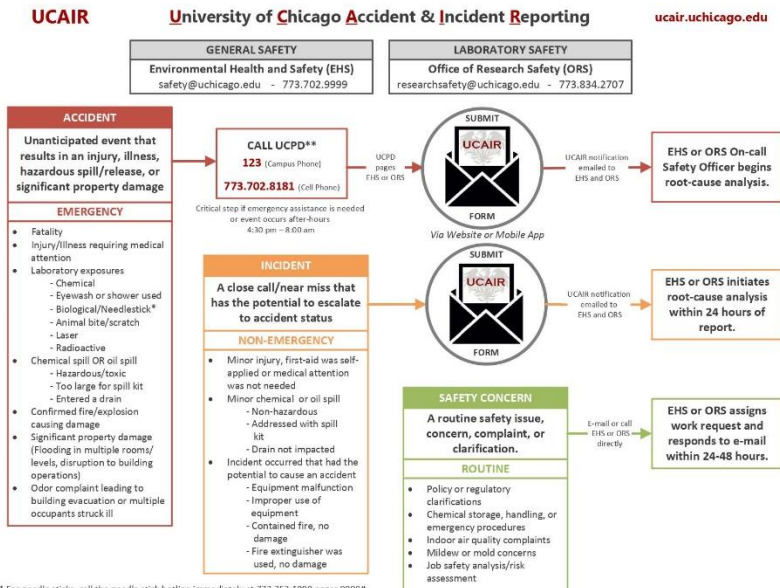 UCAIR
University of Chicago Accident & Incident Reporting
ucair.uchicago.edu
GENERAL SAFETY
Environmental Health and Safety (EHS)
safety@uchicago.edu - 773.702.9999
LABORATORY SAFETY
Office of Research Safety (ORS)
researchsafety@uchicago.edu - 773.834.2707
ACCIDENT
Unanticipated event that
results in an injury, illness,
hazardous spill/release, or
significant property damage
EMERGENCY
• Fatality
• Injury/Illness requiring medical
attention
• Laboratory exposures
- Chemical
- Eyewash or shower used
- Biological/Needlestick*
- Animal bite/scratch
- Laser
- Radioactive
• Chemical spill OR oil spill
- Hazardous/toxic
- Too large for spill kit
- Entered a drain
• Confirmed fire/explosion
causing damage
• Significant property damage
(Flooding in multiple rooms/
levels, disruption to building
operations)
• Odor complaint leading to
building evacuation or multiple
occupants struck ill
CALL UCPD**
123 (Campus Phone)
773.702.8181 (Cell Phone)
Critical step if emergency assistance is needed
or event occurs after-hours
4:30 pm – 8:00 am
UCPD
pages
EHS or ORS
SUBMIT
UCAIR
FORM
Via Website or Mobile App
UCAIR notification
emailed to
EHS and ORS
EHS or ORS On-call
Safety Officer begins
root-cause analysis.
INCIDENT
A close call/near miss that
has the potential to escalate
to accident status
NON-EMERGENCY
• Minor injury, first-aid was self-
applied or medical attention
was not needed
• Minor chemical or oil spill
- Non-hazardous
- Addressed with spill
kit
- Drain not impacted
• Incident occurred that had the
potential to cause an accident
- Equipment malfunction
- Improper use of
equipment
- Contained fire, no
damage
- Fire extinguisher was
used, no damage
SUBMIT
UCAIR
FORM
UCAIR notification
emailed to
EHS and ORS
EHS or ORS initiates
root-cause analysis
within 24 hours of
report.
SAFETY CONCERN
A routine safety issue,
concern, complaint, or
clarification.
ROUTINE
• Policy or regulatory
clarifications
• Chemical storage, handling, or
emergency procedures
• Indoor air quality complaints
• Mildew or mold concerns
• Job safety analysis/risk
assessment
E-mail or call
EHS or ORS
directly
EHS or ORS assigns
work request and
responds to e-mail
within 24-48 hours.